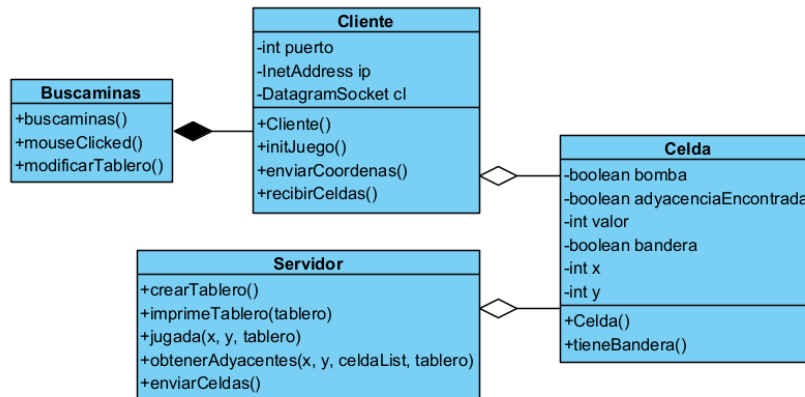 Cliente
-int puerto
-InetAddress ip
-DatagramSocket cl
+Cliente()
+initJuego()
+enviarCoordenas()
+recibirCeldas()
Buscaminas
+buscaminas()
+mouseClicked()
+modificarTablero()
Celda
-boolean bomba
-boolean adyacenciaEncontrada
-int valor
-boolean bandera
-int x
-int y
+Celda()
+tieneBandera()
Servidor
+crearTablero()
+imprimeTablero(tablero)
+jugada(x, y, tablero)
+obtenerAdyacentes(x, y, celdaList, tablero)
+enviarCeldas()